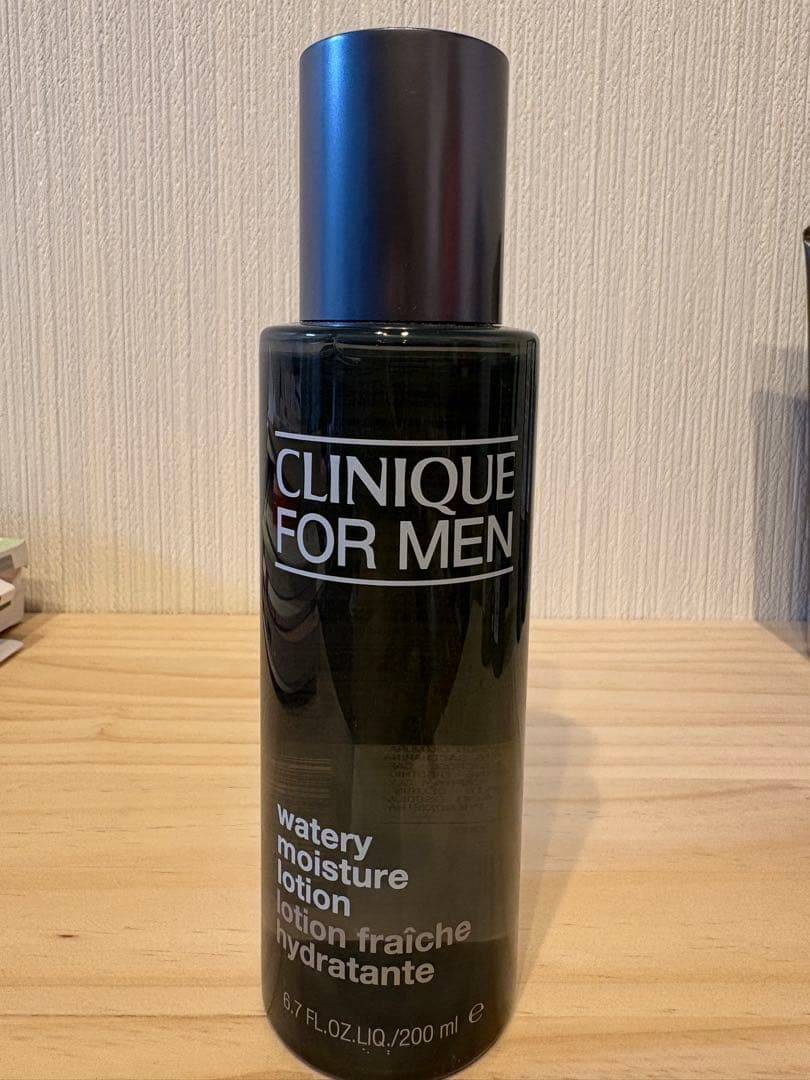 CLINIQUE
FOR MEN
watery
moisture
lotion
lotion fraîche
hydratante
6.7 FL.OZ.LIQ./200 ml ℮